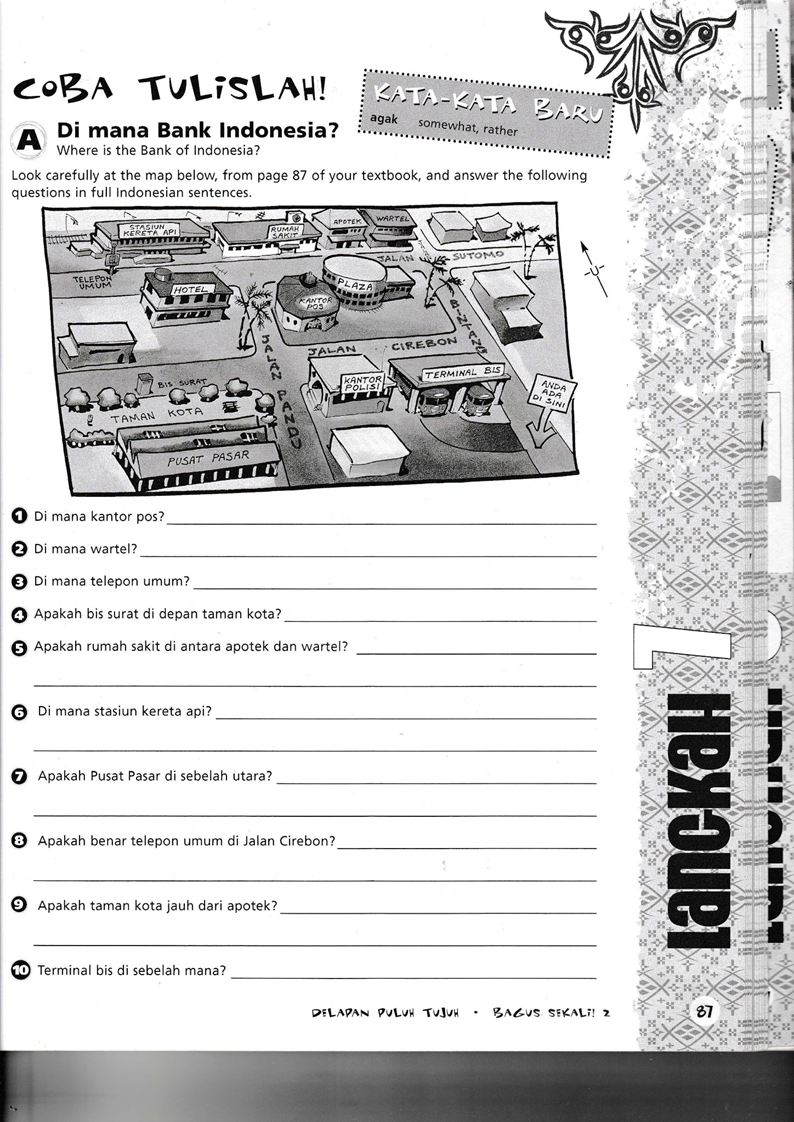 COBA TULISLAH!
KATA-KATA BARU
agak somewhat, rather
A Di mana Bank Indonesia?
Where is the Bank of Indonesia?
Look carefully at the map below, from page 87 of your textbook, and answer the following
questions in full Indonesian sentences.
STASIUN
KERETA API
RUMAH
SAKIT
APOTEK
WARTEL
JALAN SUTOMO
TELEPON
UMUM
HOTEL
PLAZA
KANTOR
POS
JALAN BINTANG
U
JALAN CIREBON
JALAN PANDU
BIS SURAT
KANTOR
POLISI
TERMINAL BIS
ANDA
ADA
DI SINI
TAMAN KOTA
PUSAT PASAR
1 Di mana kantor pos?
2 Di mana wartel?
3 Di mana telepon umum?
4 Apakah bis surat di depan taman kota?
5 Apakah rumah sakit di antara apotek dan wartel?
6 Di mana stasiun kereta api?
7 Apakah Pusat Pasar di sebelah utara?
8 Apakah benar telepon umum di Jalan Cirebon?
9 Apakah taman kota jauh dari apotek?
10 Terminal bis di sebelah mana?
DELAPAN PULUH TUJUH • BAGUS SEKALI! 2
87
LANGKAH 7